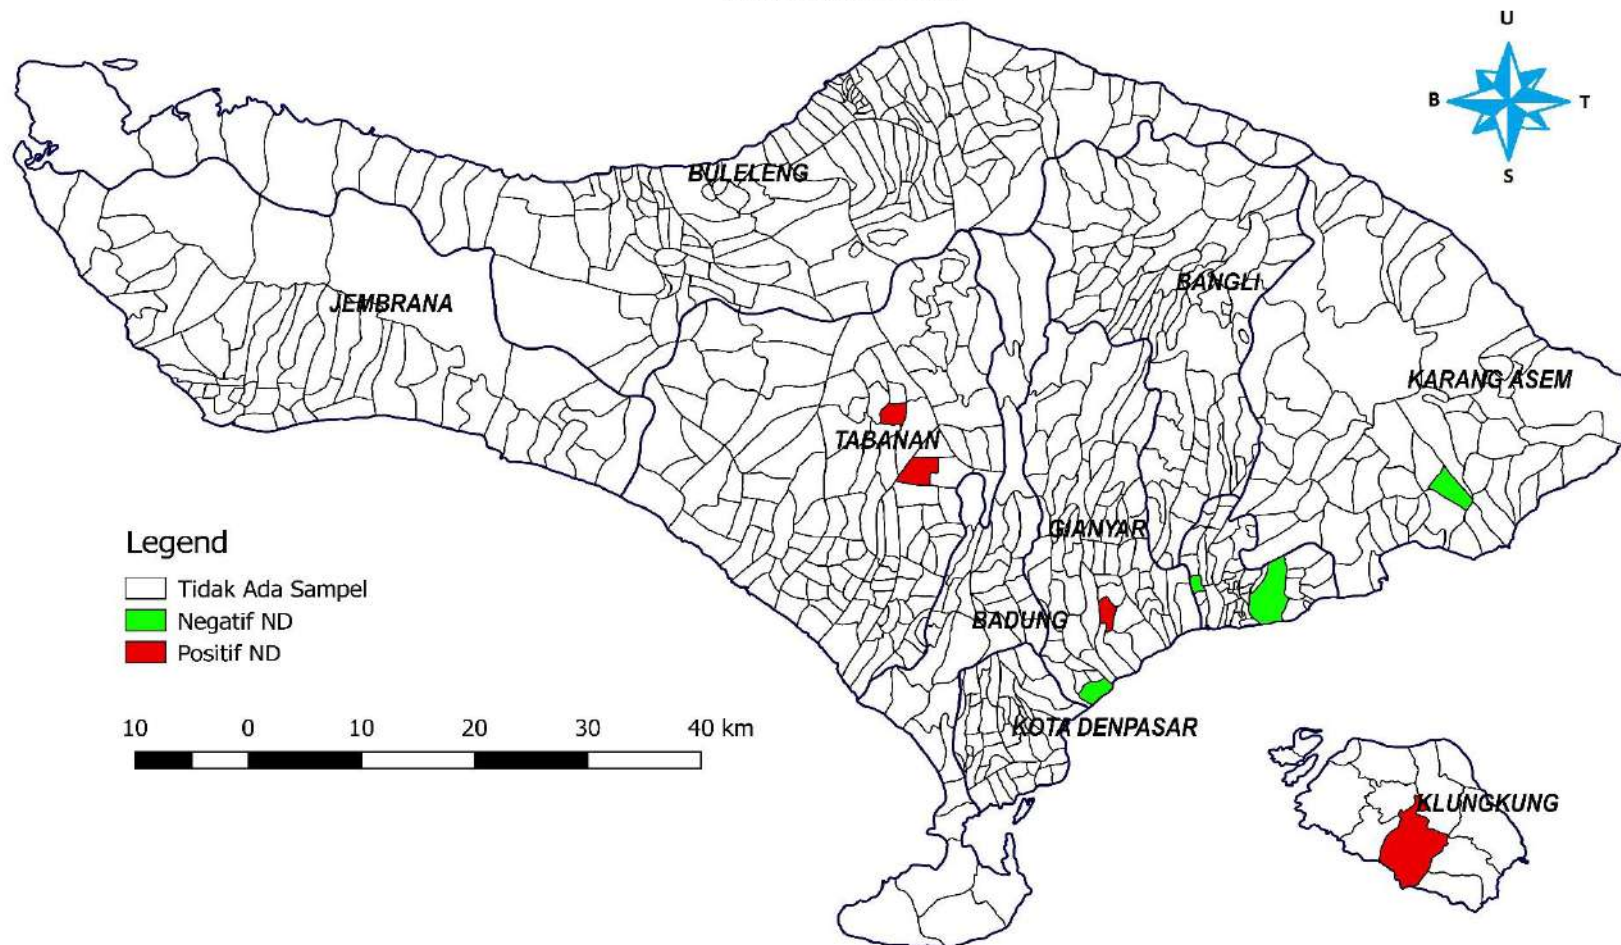 U
B
T
S
BULELENG
BANGLI
JEMBRANA
KARANG ASEM
TABANAN
GIANYAR
Legend
Tidak Ada Sampel
Negatif ND
Positif ND
BADUNG
KOTA DENPASAR
10 0 10 20 30 40 km
KLUNGKUNG